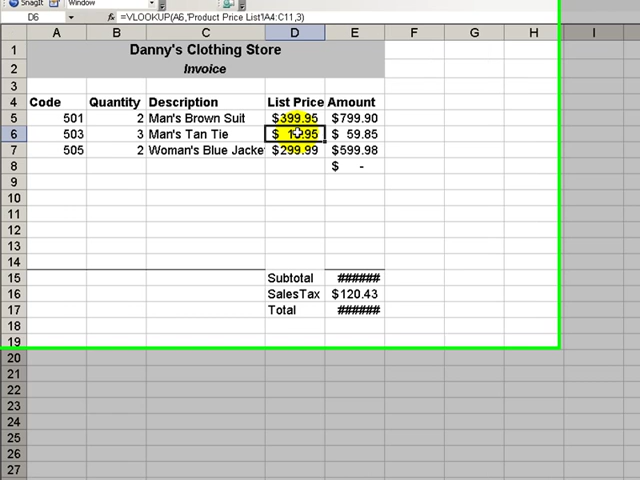 SnagIt Window
D6 fx =VLOOKUP(A6,'Product Price List'!A4:C11,3)
A B C D E F G H I J
1 Danny's Clothing Store
2 Invoice
3
4 Code Quantity Description List Price Amount
5 501 2 Man's Brown Suit $399.95 $799.90
6 503 3 Man's Tan Tie $ 19.95 $ 59.85
7 505 2 Woman's Blue Jacke $299.99 $599.98
8 $ -
9
10
11
12
13
14
15 Subtotal ######
16 SalesTax $120.43
17 Total ######
18
19
20
21
22
23
24
25
26
27